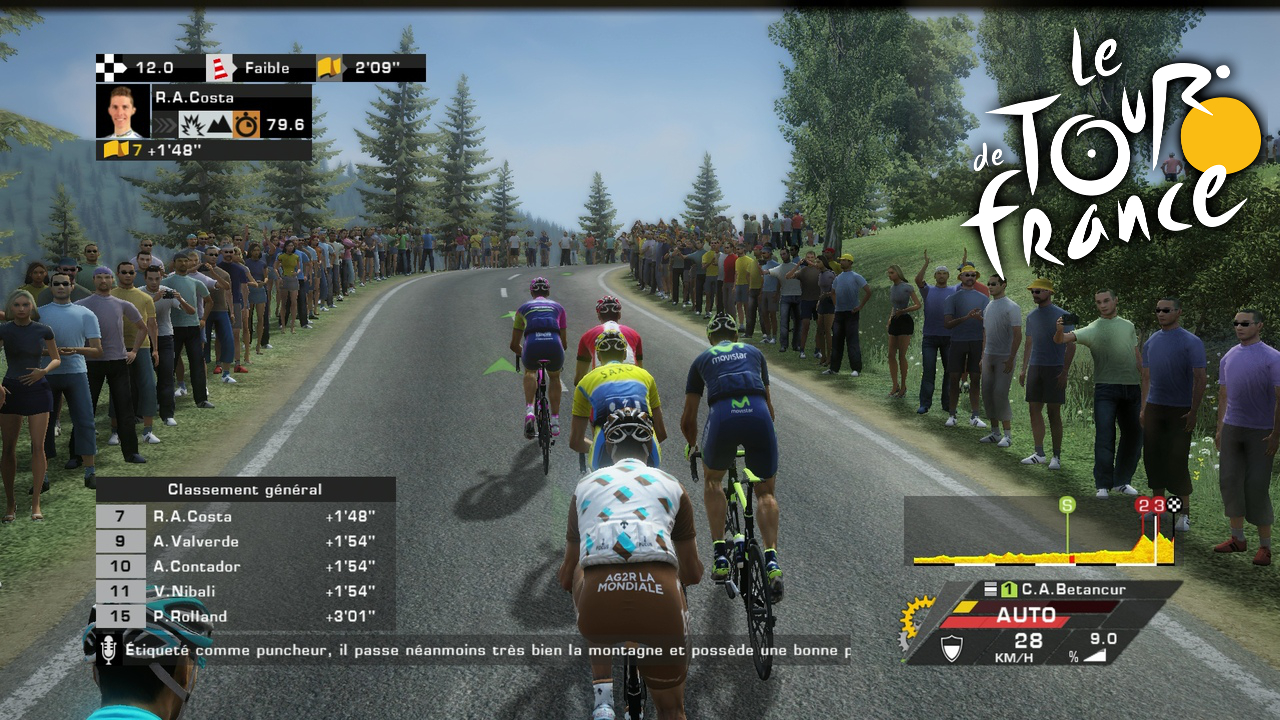 12.0 Faible 2'09"
R.A.Costa
79.6
7 +1'48"
Le
TOUR
de
france
movistar
movistar
SAXO
AG2R LA
MONDIALE
Classement général
7 R.A.Costa +1'48"
9 A.Valverde +1'54"
10 A.Contador +1'54"
11 V.Nibali +1'54"
15 P.Rolland +3'01"
Étiqueté comme puncheur, il passe néanmoins très bien la montagne et possède une bonne p
S 2 3
1 C.A.Betancur
AUTO
28
KM/H
9.0
%